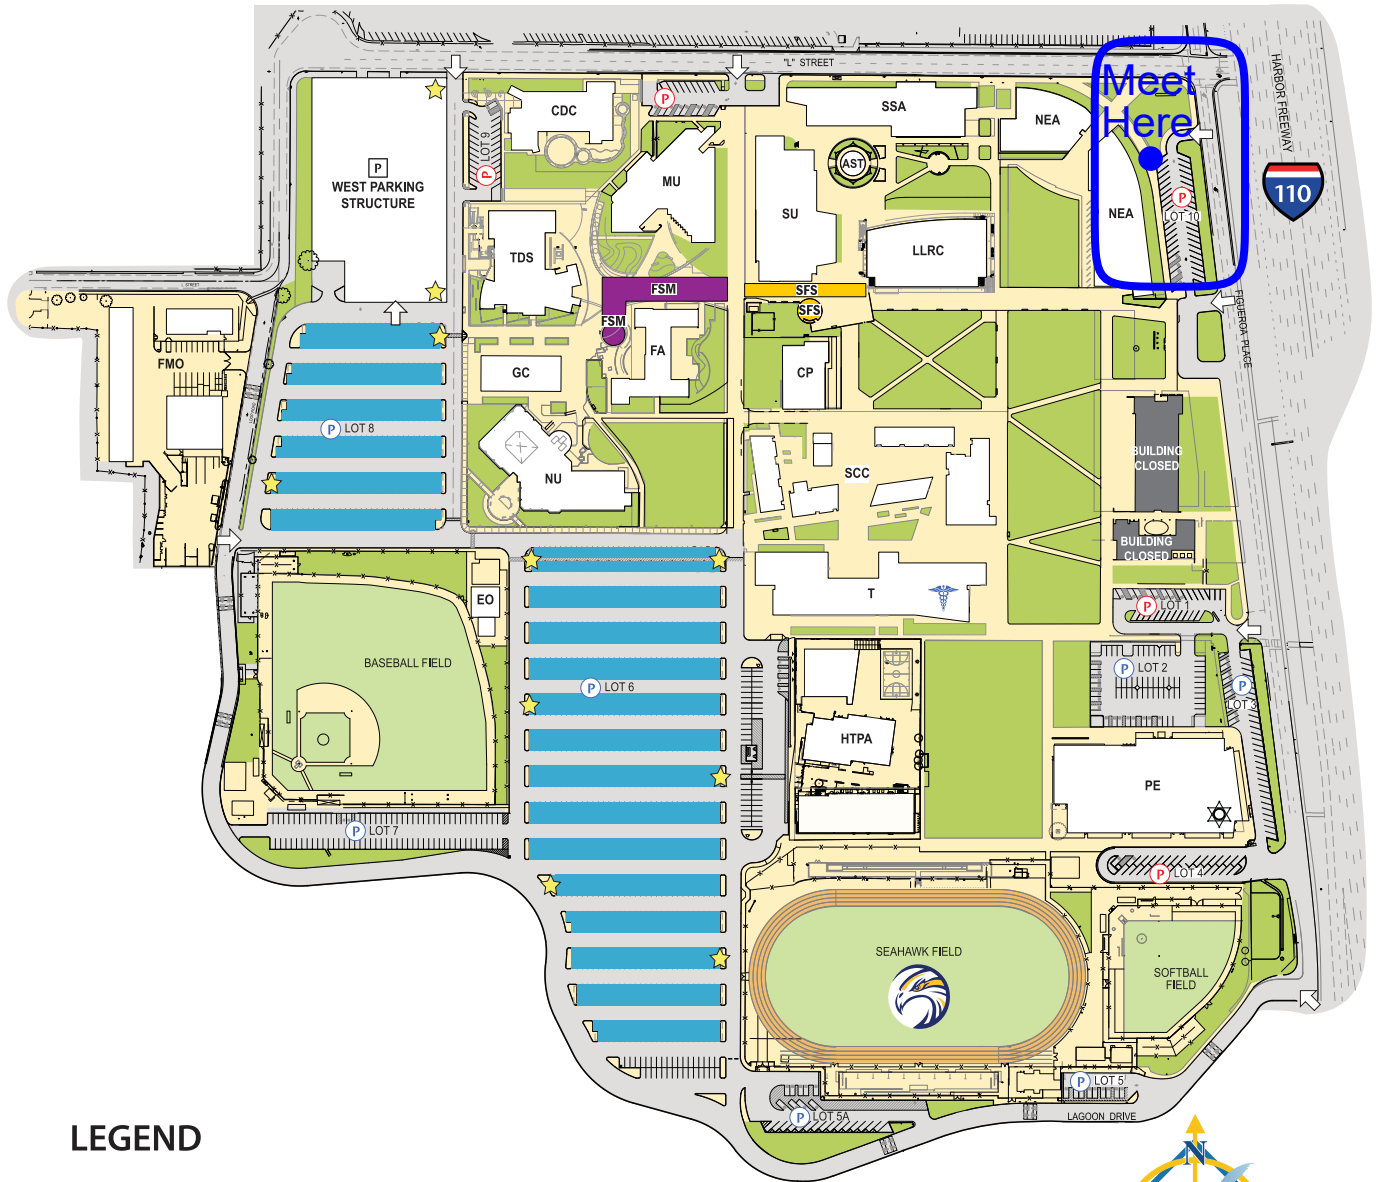 "L" STREET
HARBOR FREEWAY
Meet
Here
CDC
P
SSA
NEA
LOT 9
P
P
WEST PARKING
STRUCTURE
MU
AST
SU
NEA
P
LOT 10
110
TDS
LLRC
L STREET
FSM
SFS
SFS
FSM
FIGUEROA PLACE
FMO
GC
FA
CP
P LOT 8
NU
SCC
BUILDING
CLOSED
BUILDING
CLOSED
EO
T
P LOT 1
BASEBALL FIELD
P LOT 6
P LOT 2
P
LOT 3
HTPA
PE
P LOT 7
P LOT 4
SEAHAWK FIELD
SOFTBALL
FIELD
P LOT 5
P LOT 5A
LAGOON DRIVE
LEGEND
N